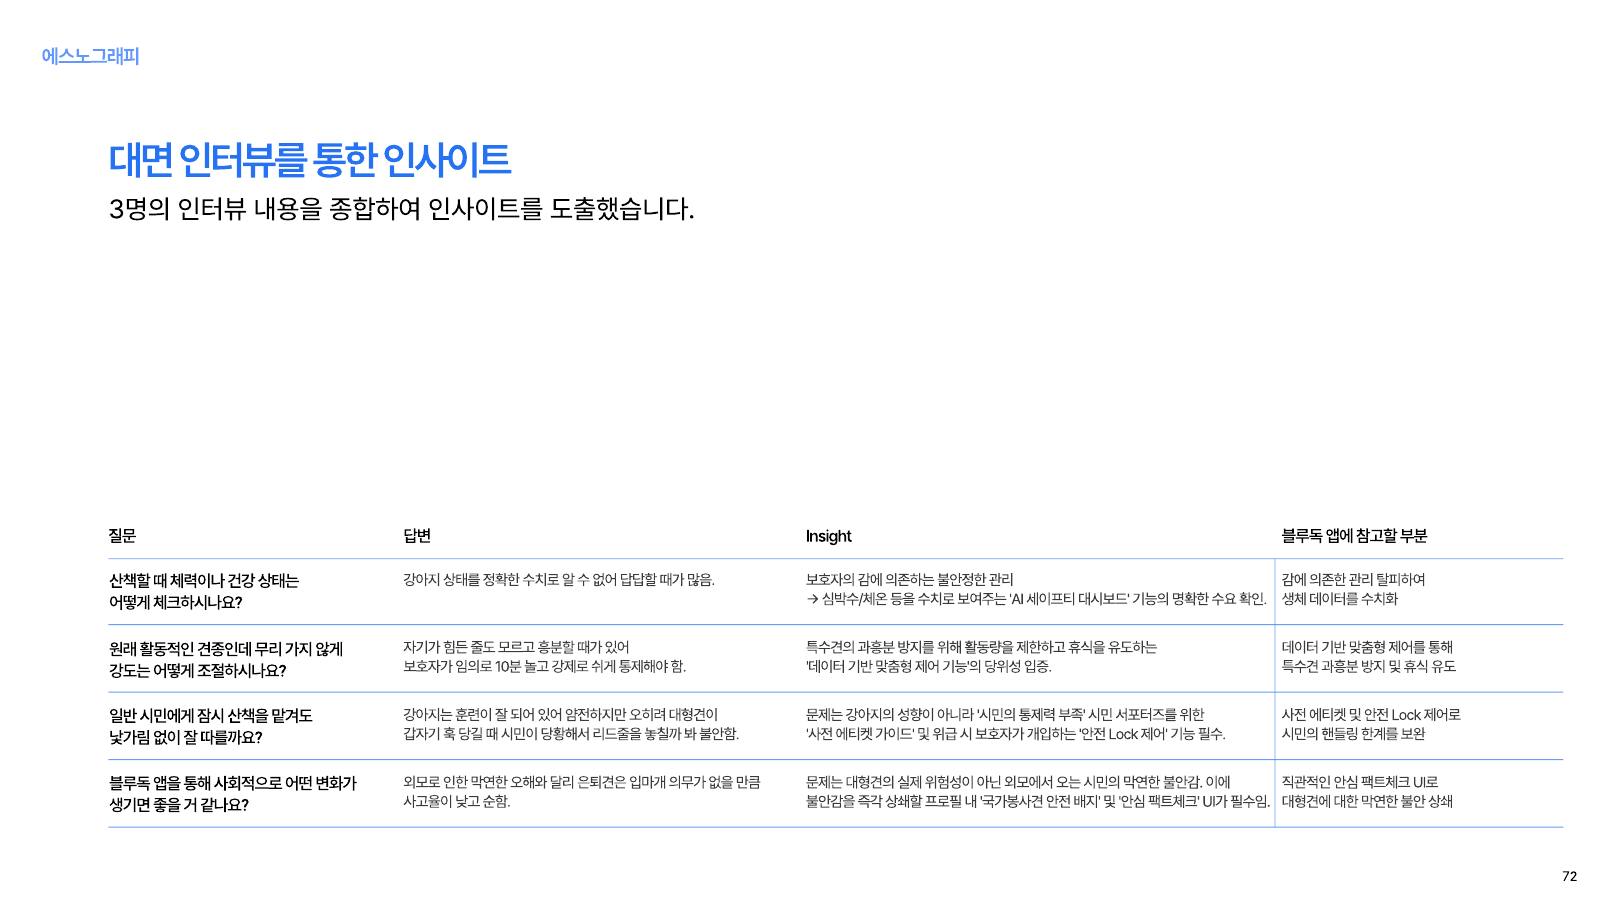 에스노그래피
대면 인터뷰를 통한 인사이트
3명의 인터뷰 내용을 종합하여 인사이트를 도출했습니다.
질문
답변
Insight
블루독 앱에 참고할 부분
산책할 때 체력이나 건강 상태는
어떻게 체크하시나요?
강아지 상태를 정확한 수치로 알 수 없어 답답할 때가 많음.
보호자의 감에 의존하는 불안정한 관리
→ 심박수/체온 등을 수치로 보여주는 'AI 세이프티 대시보드' 기능의 명확한 수요 확인.
감에 의존한 관리 탈피하여
생체 데이터를 수치화
원래 활동적인 견종인데 무리 가지 않게
강도는 어떻게 조절하시나요?
자기가 힘든 줄도 모르고 흥분할 때가 있어
보호자가 임의로 10분 놀고 강제로 쉬게 통제해야 함.
특수견의 과흥분 방지를 위해 활동량을 제한하고 휴식을 유도하는
'데이터 기반 맞춤형 제어 기능'의 당위성 입증.
데이터 기반 맞춤형 제어를 통해
특수견 과흥분 방지 및 휴식 유도
일반 시민에게 잠시 산책을 맡겨도
낯가림 없이 잘 따를까요?
강아지는 훈련이 잘 되어 있어 얌전하지만 오히려 대형견이
갑자기 훅 당길 때 시민이 당황해서 리드줄을 놓칠까 봐 불안함.
문제는 강아지의 성향이 아니라 '시민의 통제력 부족' 시민 서포터즈를 위한
'사전 에티켓 가이드' 및 위급 시 보호자가 개입하는 '안전 Lock 제어' 기능 필수.
사전 에티켓 및 안전 Lock 제어로
시민의 핸들링 한계를 보완
블루독 앱을 통해 사회적으로 어떤 변화가
생기면 좋을 거 같나요?
외모로 인한 막연한 오해와 달리 은퇴견은 입마개 의무가 없을 만큼
사고율이 낮고 순함.
문제는 대형견의 실제 위험성이 아닌 외모에서 오는 시민의 막연한 불안감. 이에
불안감을 즉각 상쇄할 프로필 내 '국가봉사견 안전 배지' 및 '안심 팩트체크' UI가 필수임.
직관적인 안심 팩트체크 UI로
대형견에 대한 막연한 불안 상쇄
72